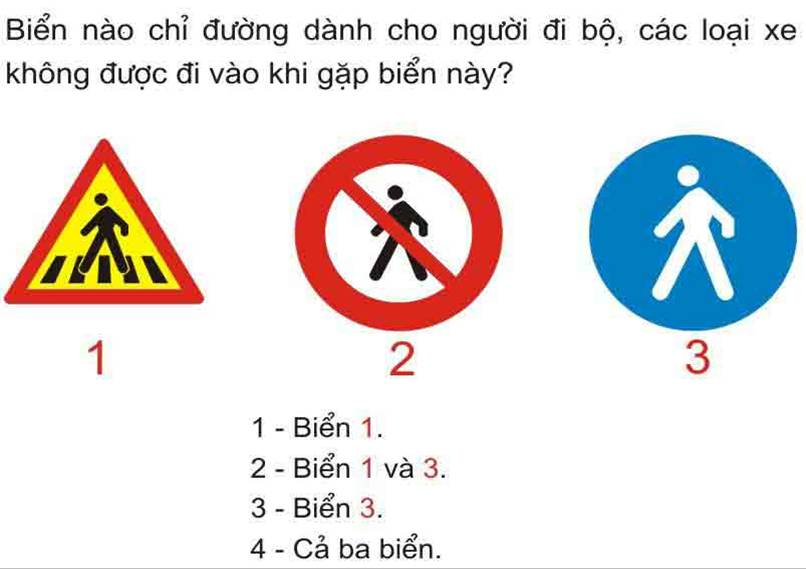 Biển nào chỉ đường dành cho người đi bộ, các loại xe
không được đi vào khi gặp biển này?
1 2 3
1 - Biển 1.
2 - Biển 1 và 3.
3 - Biển 3.
4 - Cả ba biển.